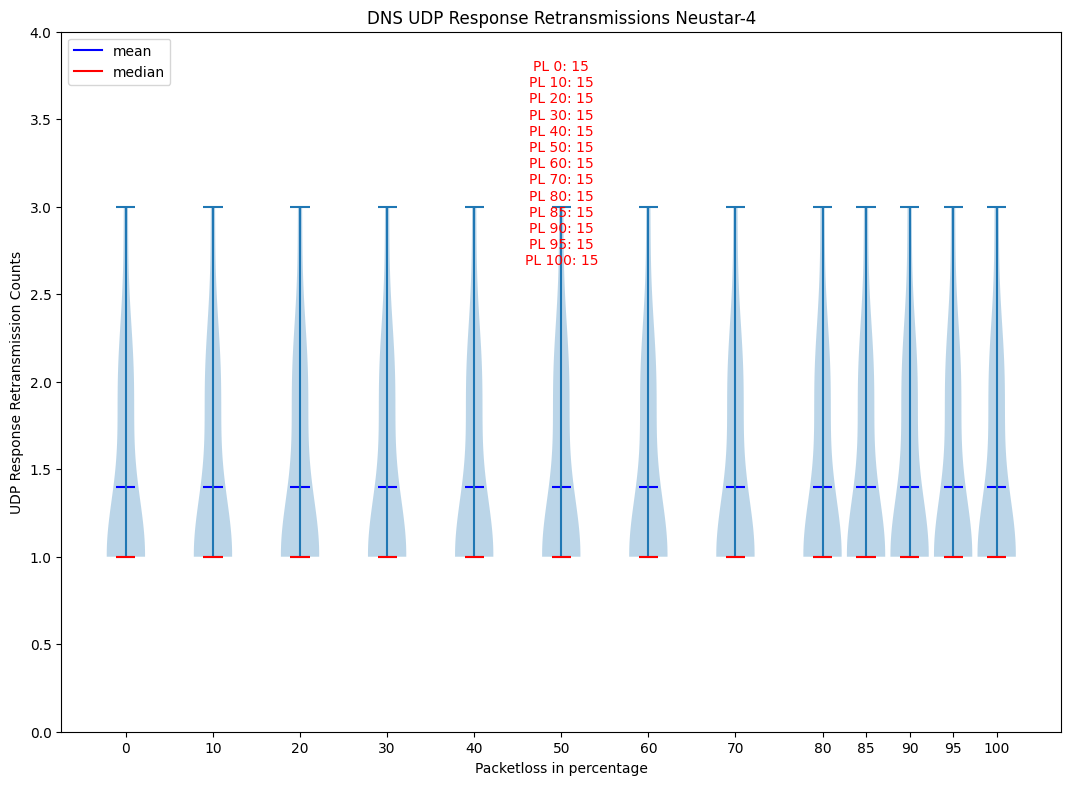 DNS UDP Response Retransmissions Neustar-4
mean
median
PL 0: 15
PL 10: 15
PL 20: 15
PL 30: 15
PL 40: 15
PL 50: 15
PL 60: 15
PL 70: 15
PL 80: 15
PL 85: 15
PL 90: 15
PL 95: 15
PL 100: 15
UDP Response Retransmission Counts
4.0
3.5
3.0
2.5
2.0
1.5
1.0
0.5
0.0
0 10 20 30 40 50 60 70 80 85 90 95 100
Packetloss in percentage